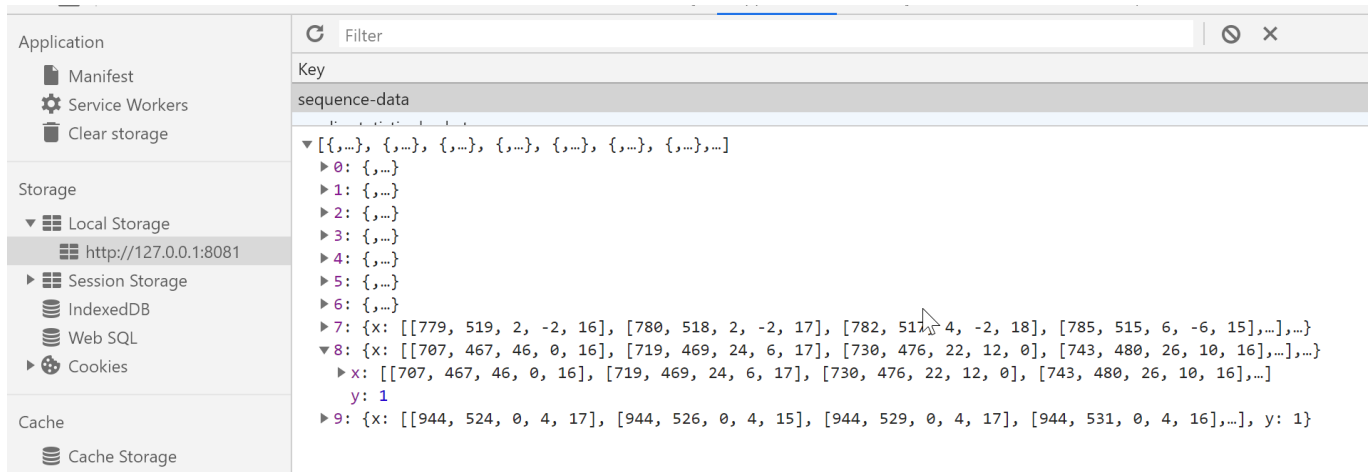 Application
Manifest
Service Workers
Clear storage
Storage
Local Storage
http://127.0.0.1:8081
Session Storage
IndexedDB
Web SQL
Cookies
Cache
Cache Storage
Filter
Key
sequence-data
[{,…}, {,…}, {,…}, {,…}, {,…}, {,…}, {,…},…]
0: {,…}
1: {,…}
2: {,…}
3: {,…}
4: {,…}
5: {,…}
6: {,…}
7: {x: [[779, 519, 2, -2, 16], [780, 518, 2, -2, 17], [782, 517, 4, -2, 18], [785, 515, 6, -6, 15],…],…}
8: {x: [[707, 467, 46, 0, 16], [719, 469, 24, 6, 17], [730, 476, 22, 12, 0], [743, 480, 26, 10, 16],…],…}
x: [[707, 467, 46, 0, 16], [719, 469, 24, 6, 17], [730, 476, 22, 12, 0], [743, 480, 26, 10, 16],…]
y: 1
9: {x: [[944, 524, 0, 4, 17], [944, 526, 0, 4, 15], [944, 529, 0, 4, 17], [944, 531, 0, 4, 16],…], y: 1}